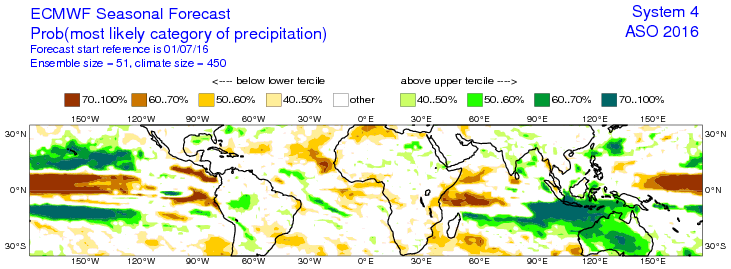 ECMWF Seasonal Forecast
System 4
Prob(most likely category of precipitation)
ASO 2016
Forecast start reference is 01/07/16
Ensemble size = 51, climate size = 450
<---- below lower tercile
above upper tercile ---->
70..100% 60..70% 50..60% 40..50% other 40..50% 50..60% 60..70% 70..100%
150°W 120°W 90°W 60°W 30°W 0°E 30°E 60°E 90°E 120°E 150°E
30°N 30°N
0°N 0°N
30°S 30°S
150°W 120°W 90°W 60°W 30°W 0°E 30°E 60°E 90°E 120°E 150°E